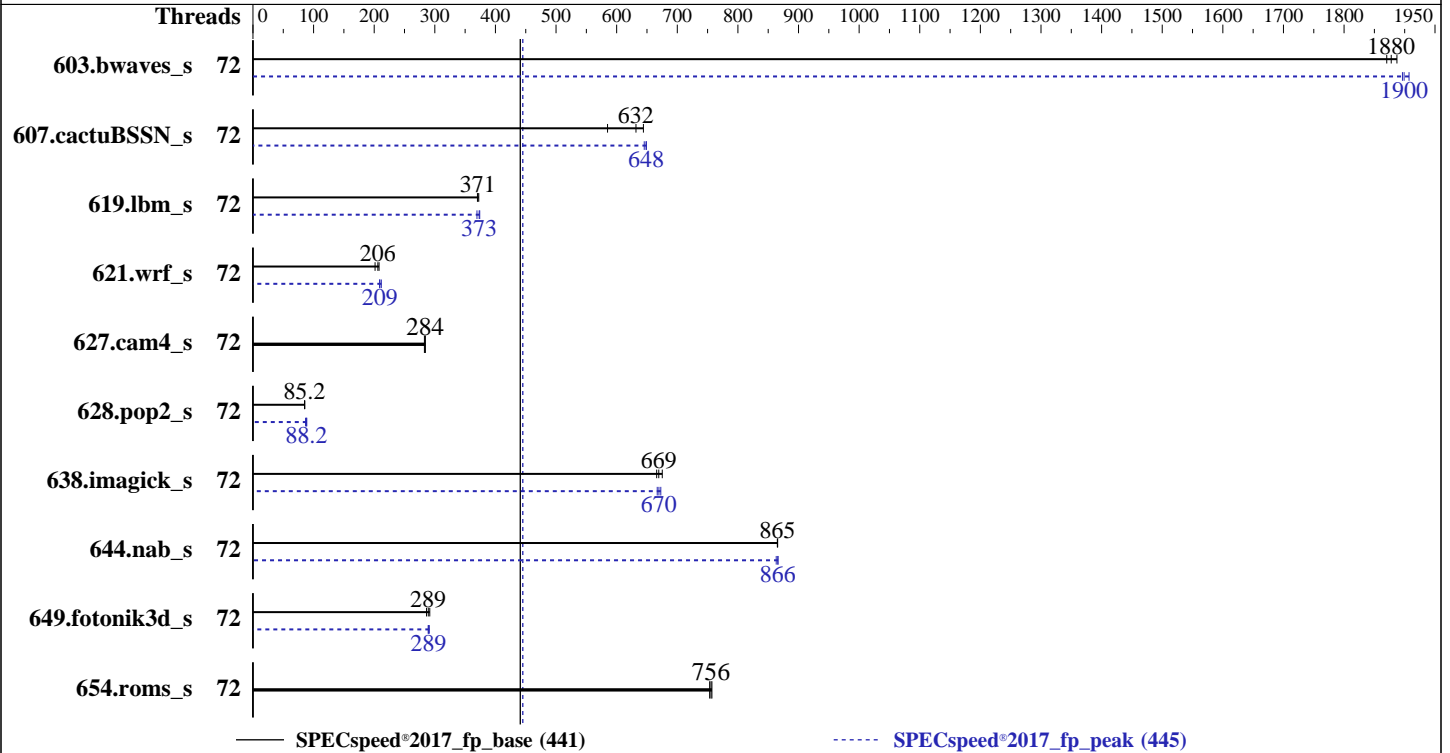 Threads 0 100 200 300 400 500 600 700 800 900 1000 1100 1200 1300 1400 1500 1600 1700 1800 1950
1880
603.bwaves_s 72
1900
632
607.cactuBSSN_s 72
648
371
619.lbm_s 72
373
206
621.wrf_s 72
209
284
627.cam4_s 72
85.2
628.pop2_s 72
88.2
669
638.imagick_s 72
670
865
644.nab_s 72
866
289
649.fotonik3d_s 72
289
756
654.roms_s 72
SPECspeed®2017_fp_base (441) SPECspeed®2017_fp_peak (445)